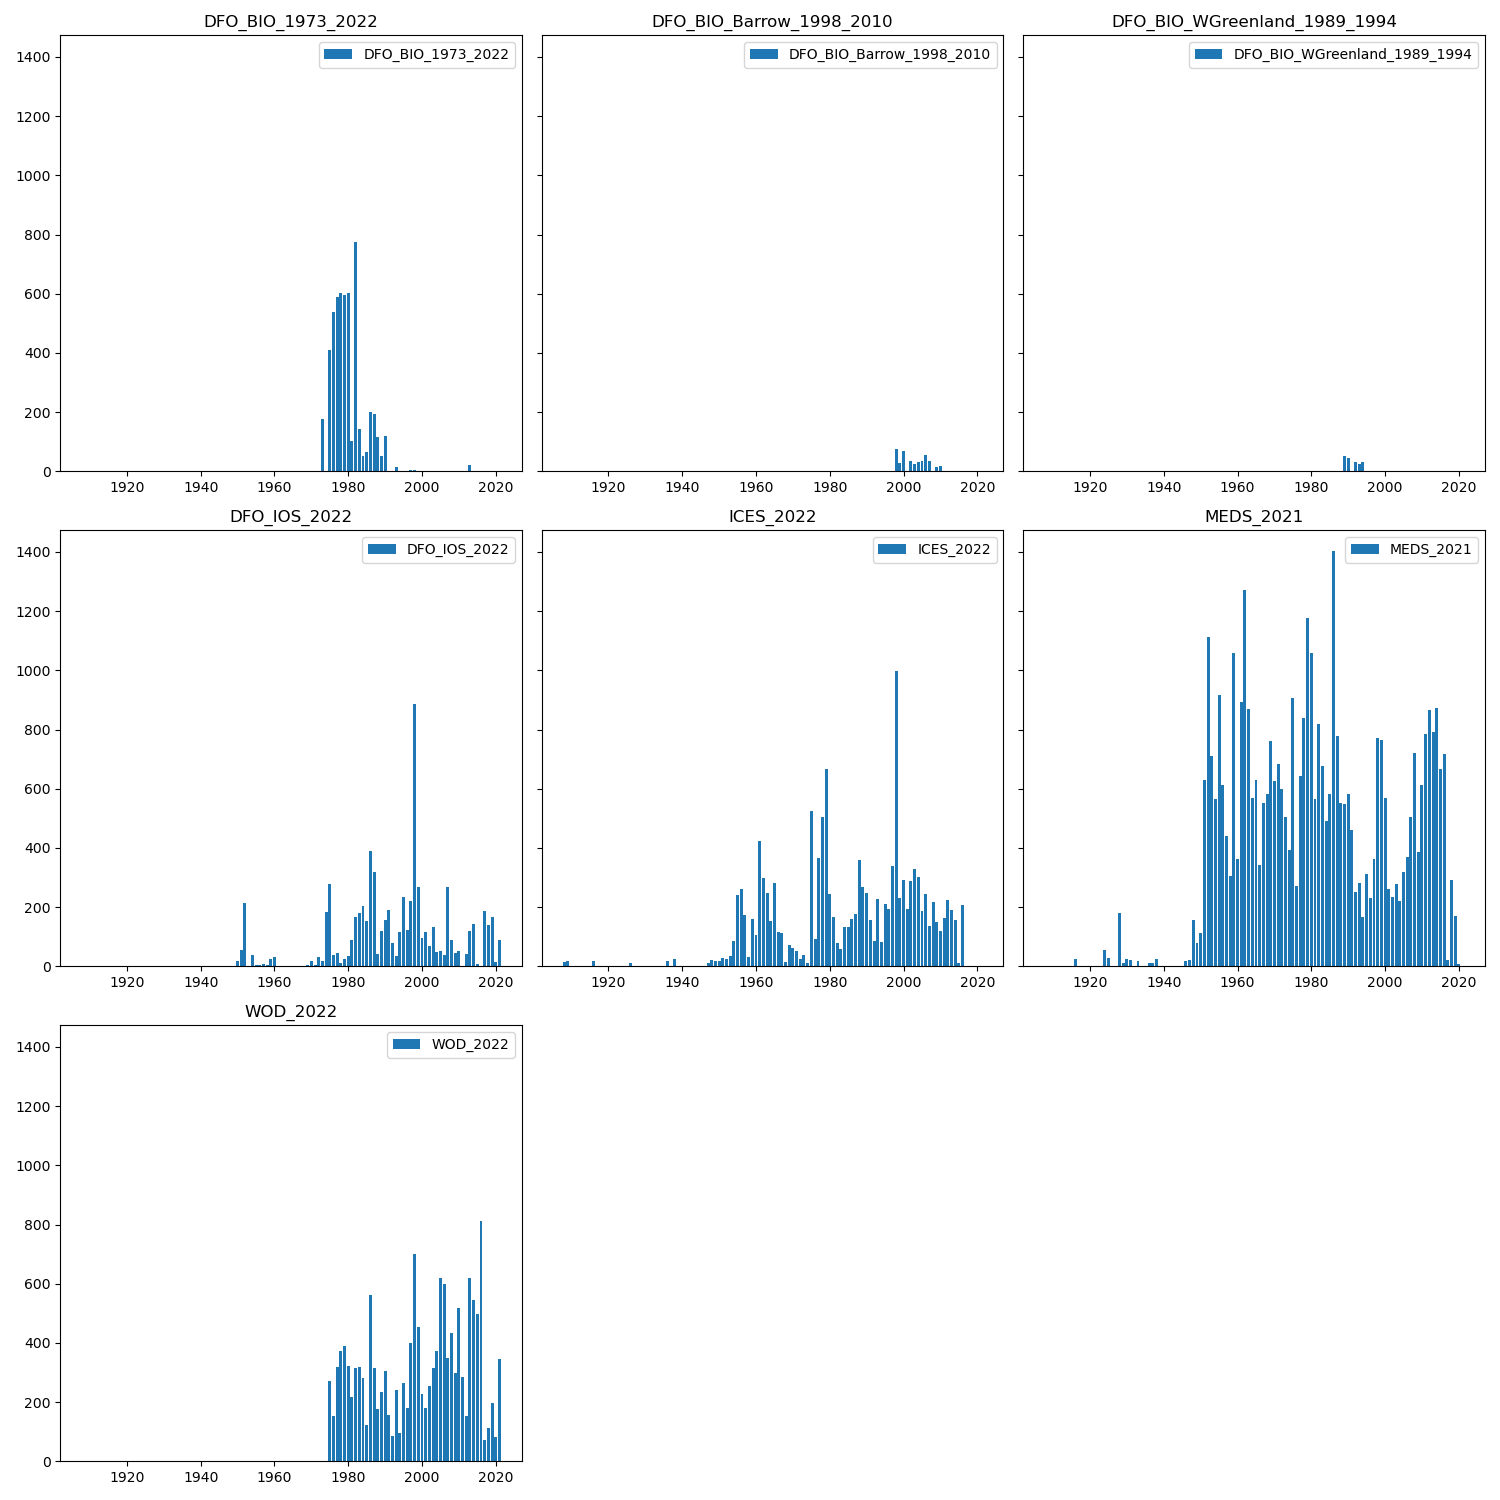 DFO_BIO_1973_2022 DFO_BIO_Barrow_1998_2010 DFO_BIO_WGreenland_1989_1994
1400 DFO_BIO_1973_2022 DFO_BIO_Barrow_1998_2010 DFO_BIO_WGreenland_1989_1994
1200
1000
800
600
400
200
0
1920 1940 1960 1980 2000 2020 1920 1940 1960 1980 2000 2020 1920 1940 1960 1980 2000 2020
DFO_IOS_2022 ICES_2022 MEDS_2021
1400 DFO_IOS_2022 ICES_2022 MEDS_2021
1200
1000
800
600
400
200
0
1920 1940 1960 1980 2000 2020 1920 1940 1960 1980 2000 2020 1920 1940 1960 1980 2000 2020
WOD_2022
1400 WOD_2022
1200
1000
800
600
400
200
0
1920 1940 1960 1980 2000 2020